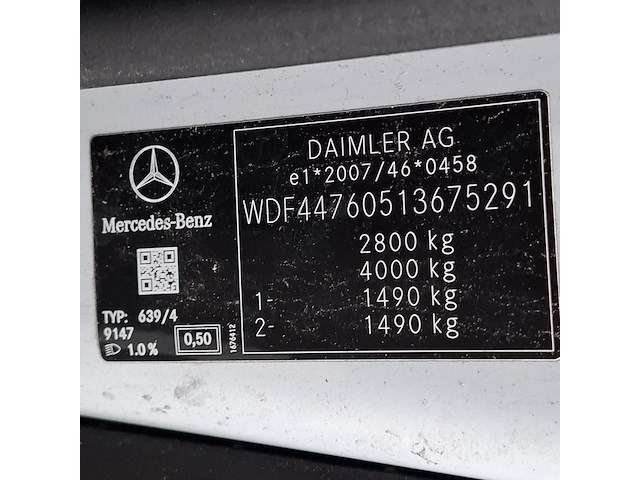 DAIMLER AG
e1*2007/46*0458
WDF44760513675291
2800 kg
4000 kg
1- 1490 kg
2- 1490 kg
Mercedes-Benz
TYP: 639/4
9147
1.0% 0,50
1676412